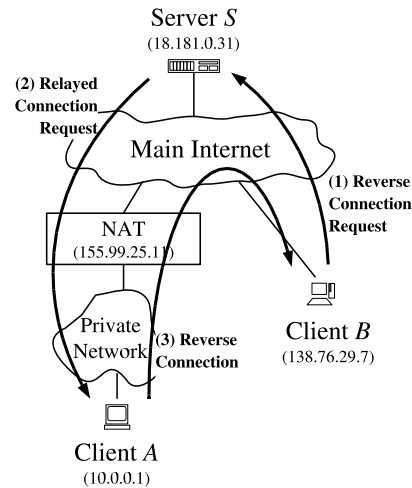 Server S
(18.181.0.31)
(2) Relayed
Connection
Request
Main Internet
(1) Reverse
Connection
Request
NAT
(155.99.25.11)
Private
Network
(3) Reverse
Connection
Client B
(138.76.29.7)
Client A
(10.0.0.1)